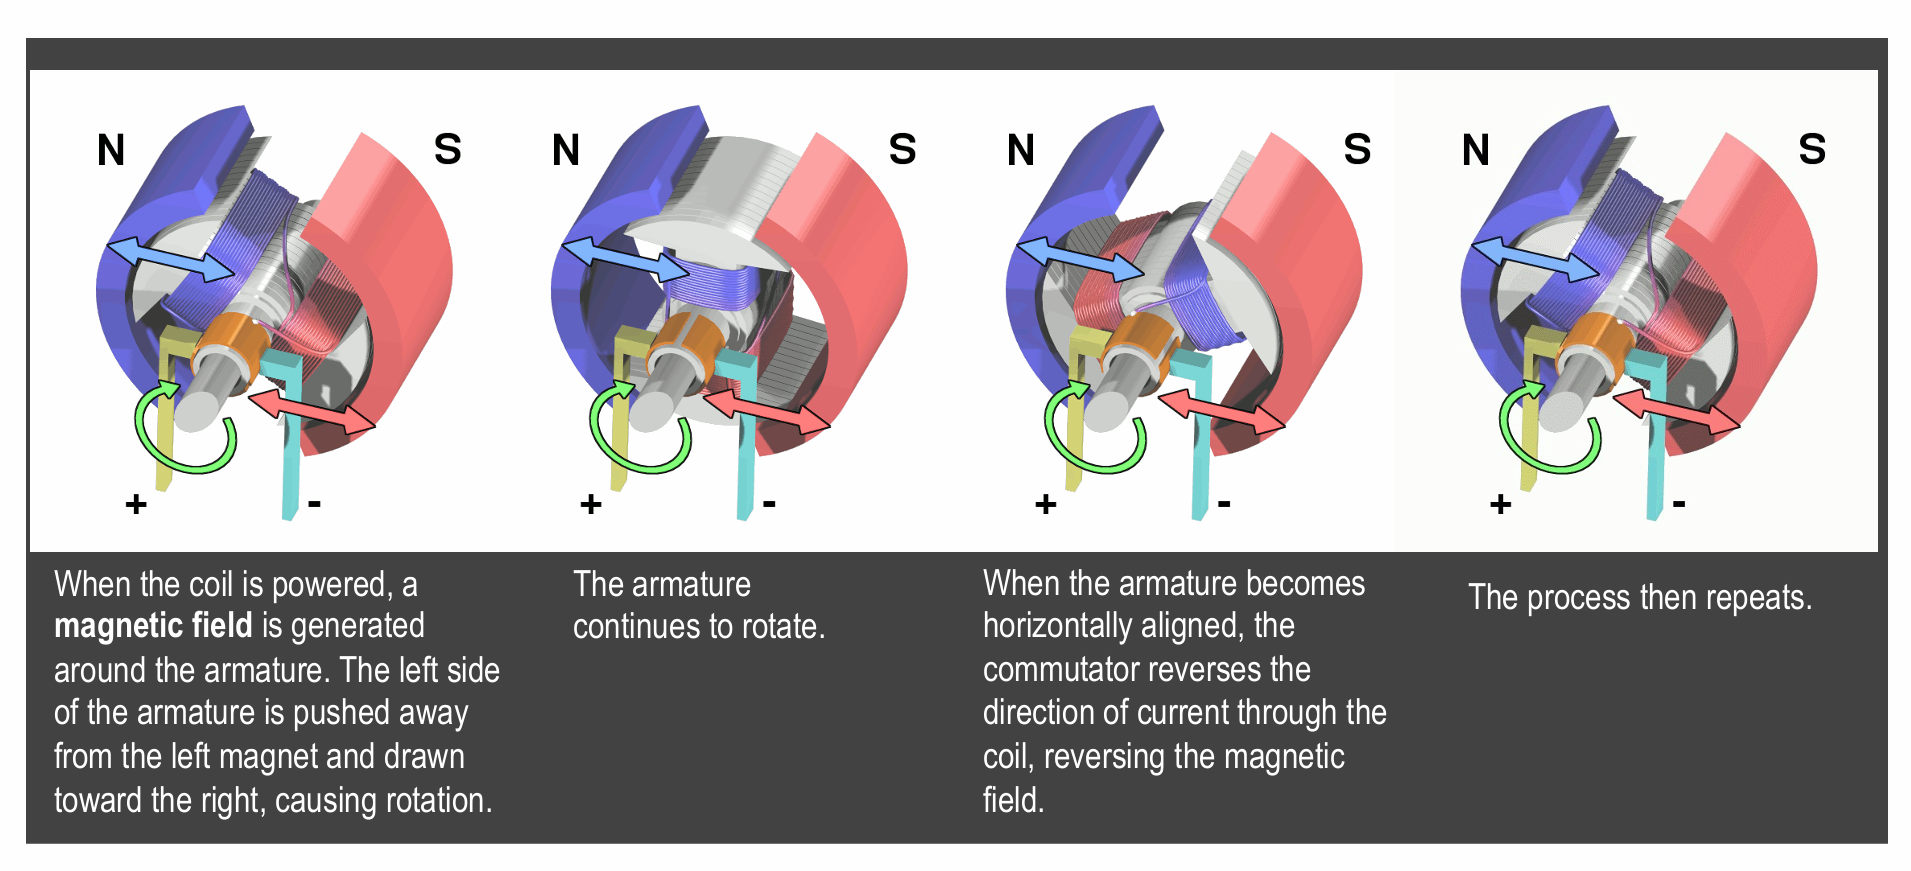 N S
N S
N S
N S
+ -
+ -
+ -
+ -
When the coil is powered, a
magnetic field is generated
around the armature. The left side
of the armature is pushed away
from the left magnet and drawn
toward the right, causing rotation.
The armature
continues to rotate.
When the armature becomes
horizontally aligned, the
commutator reverses the
direction of current through the
coil, reversing the magnetic
field.
The process then repeats.